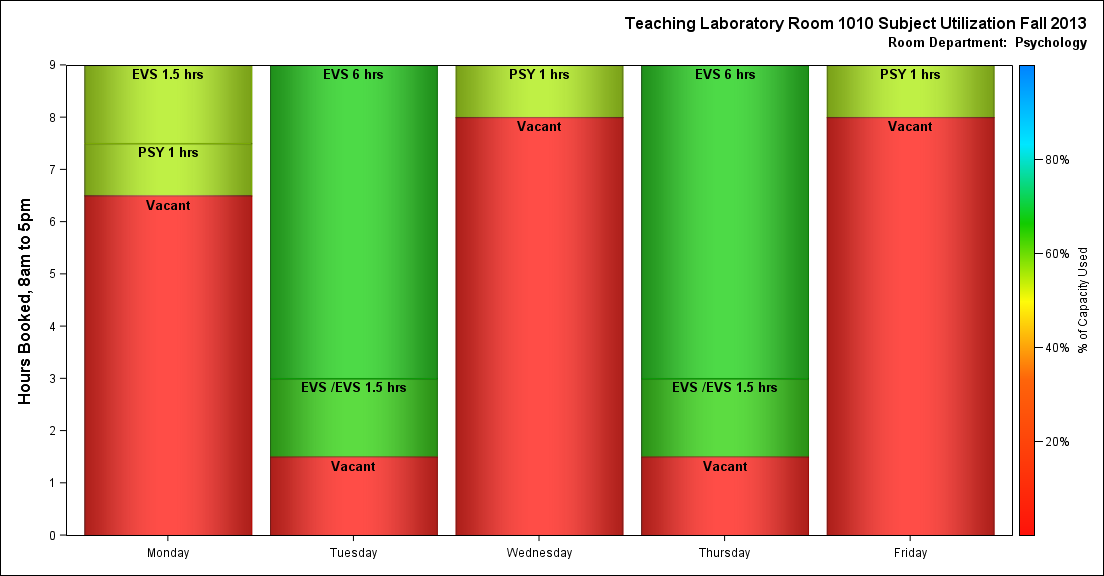 Teaching Laboratory Room 1010 Subject Utilization Fall 2013
Room Department:  Psychology
Hours Booked, 8am to 5pm
9
8
7
6
5
4
3
2
1
0
EVS 1.5 hrs
PSY 1 hrs
Vacant
EVS 6 hrs
EVS /EVS 1.5 hrs
Vacant
PSY 1 hrs
Vacant
EVS 6 hrs
EVS /EVS 1.5 hrs
Vacant
PSY 1 hrs
Vacant
Monday
Tuesday
Wednesday
Thursday
Friday
80%
60%
40%
20%
% of Capacity Used